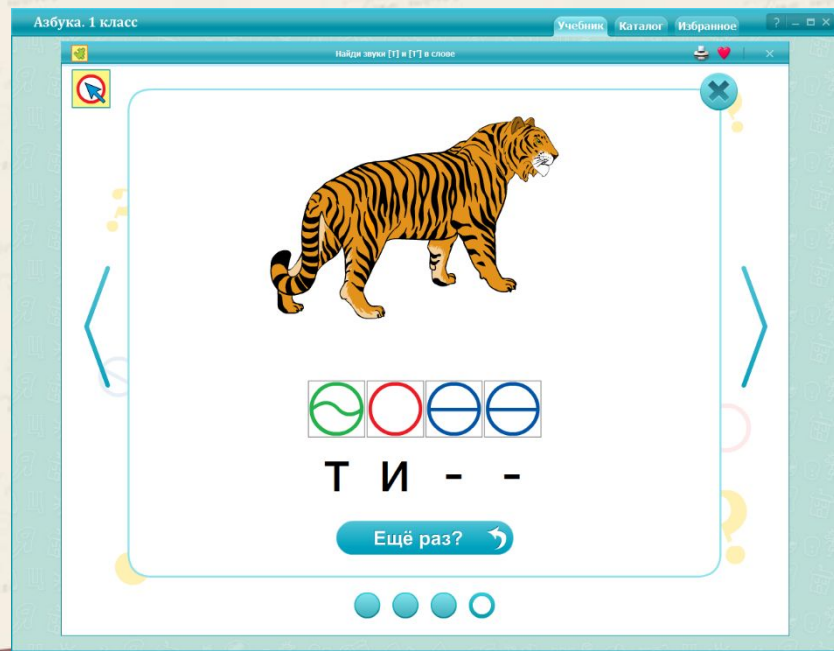 Азбука. 1 класс
Учебник Каталог Избранное
Найди звуки [т] и [т'] в слове
Т И - -
Ещё раз?